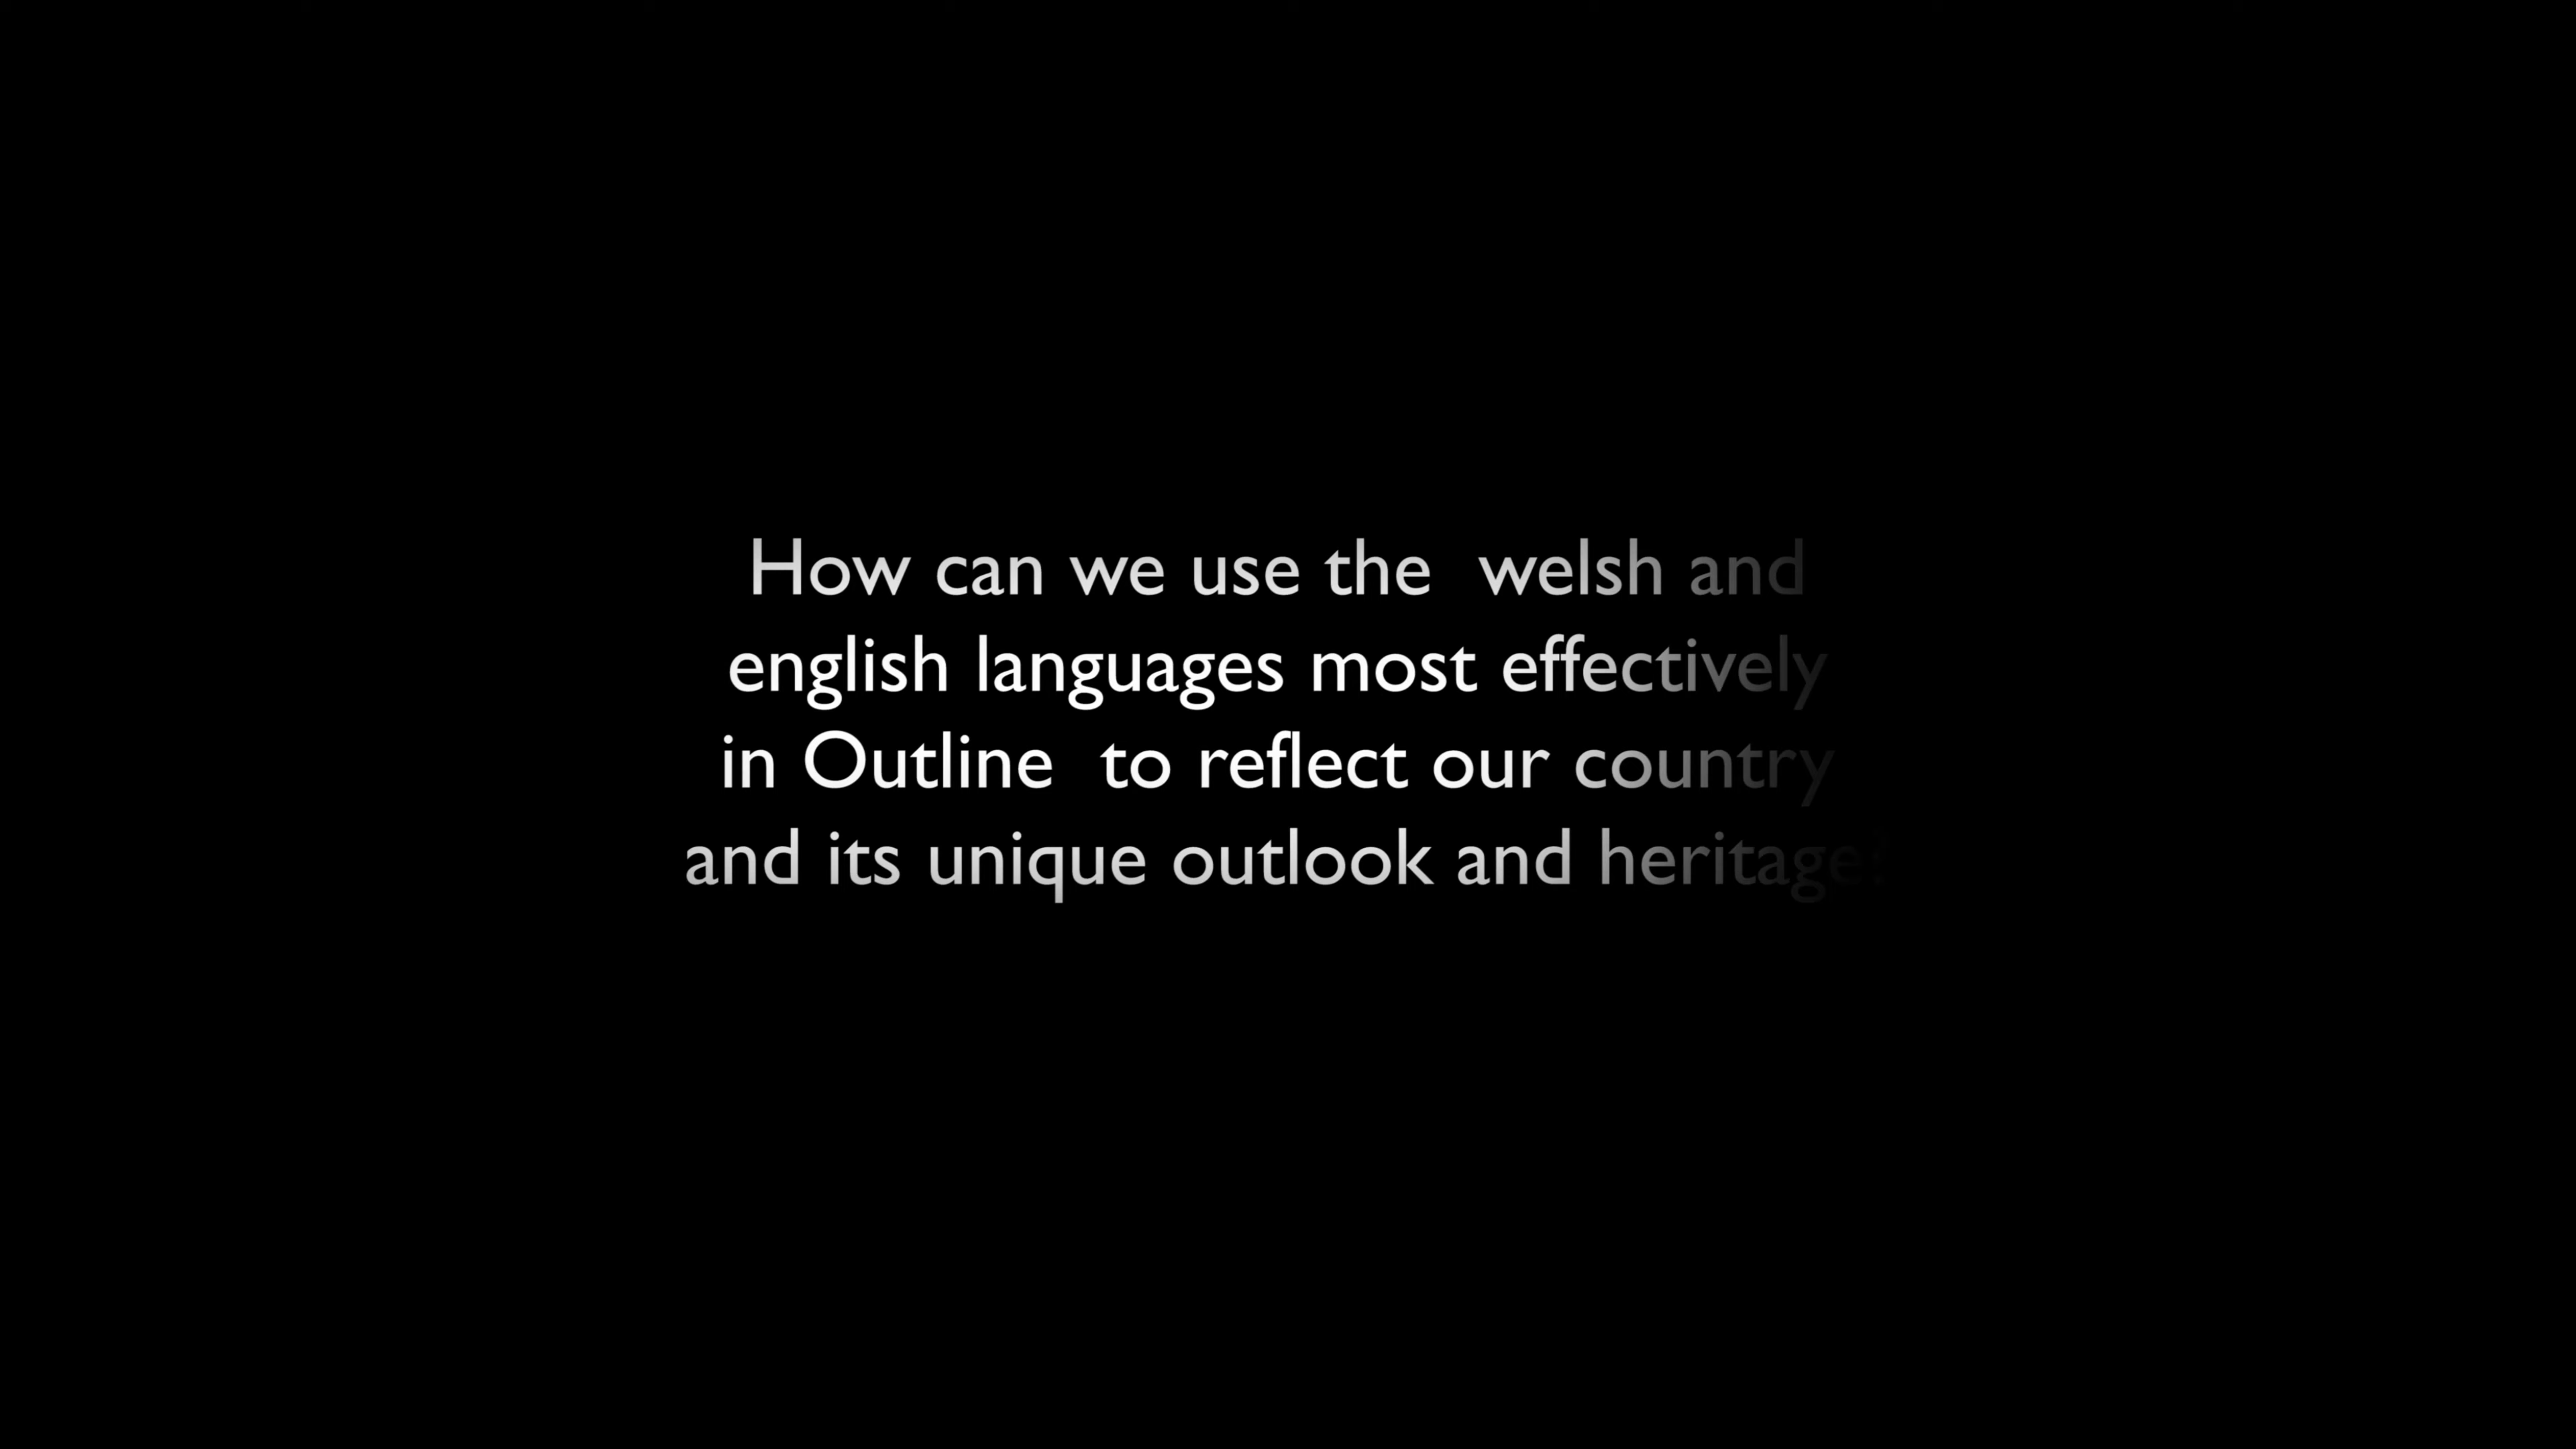 How can we use the  welsh and
english languages most effectively
in Outline  to reflect our country
and its unique outlook and heritage?